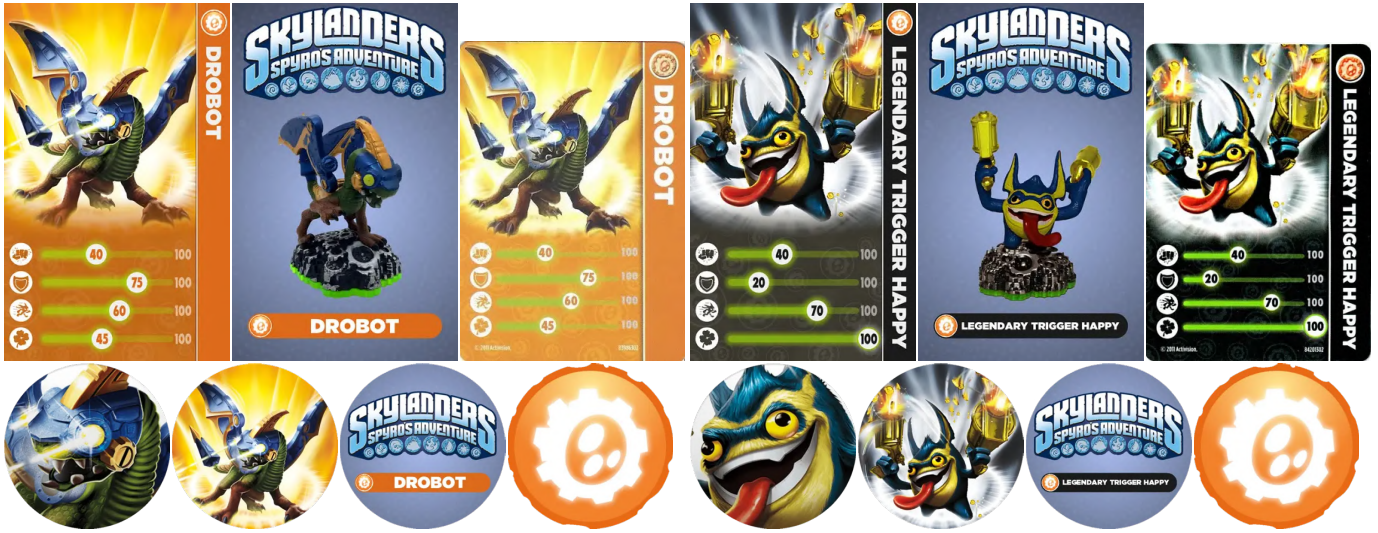 DROBOT
40 100
75 100
60 100
45 100
SKYLANDERS
SPYRO'S ADVENTURE
DROBOT
DROBOT
40 100
75 100
60 100
45 100
© 2011 Activision.
LEGENDARY TRIGGER HAPPY
40 100
20 100
70 100
100
SKYLANDERS
SPYRO'S ADVENTURE
LEGENDARY TRIGGER HAPPY
LEGENDARY TRIGGER HAPPY
40 100
20 100
70 100
100
© 2011 Activision.
SKYLANDERS
SPYRO'S ADVENTURE
DROBOT
SKYLANDERS
SPYRO'S ADVENTURE
LEGENDARY TRIGGER HAPPY